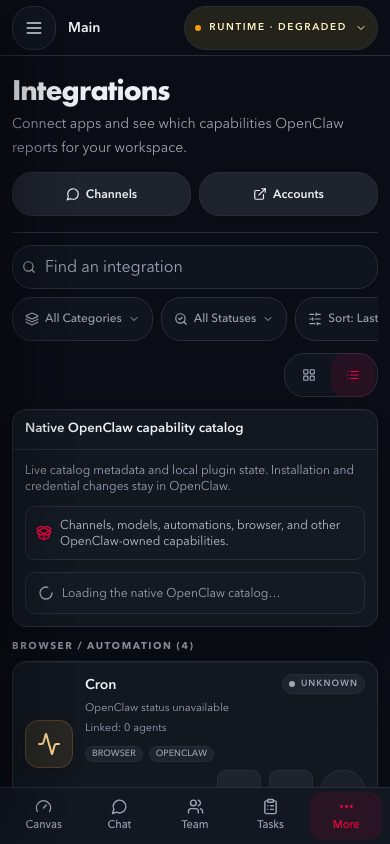 Main
RUNTIME · DEGRADED
Integrations
Connect apps and see which capabilities OpenClaw
reports for your workspace.
Channels
Accounts
Find an integration
All Categories
All Statuses
Sort: Last
Native OpenClaw capability catalog
Live catalog metadata and local plugin state. Installation and
credential changes stay in OpenClaw.
Channels, models, automations, browser, and other
OpenClaw-owned capabilities.
Loading the native OpenClaw catalog…
BROWSER / AUTOMATION (4)
Cron
UNKNOWN
OpenClaw status unavailable
Linked: 0 agents
BROWSER
OPENCLAW
Canvas
Chat
Team
Tasks
More